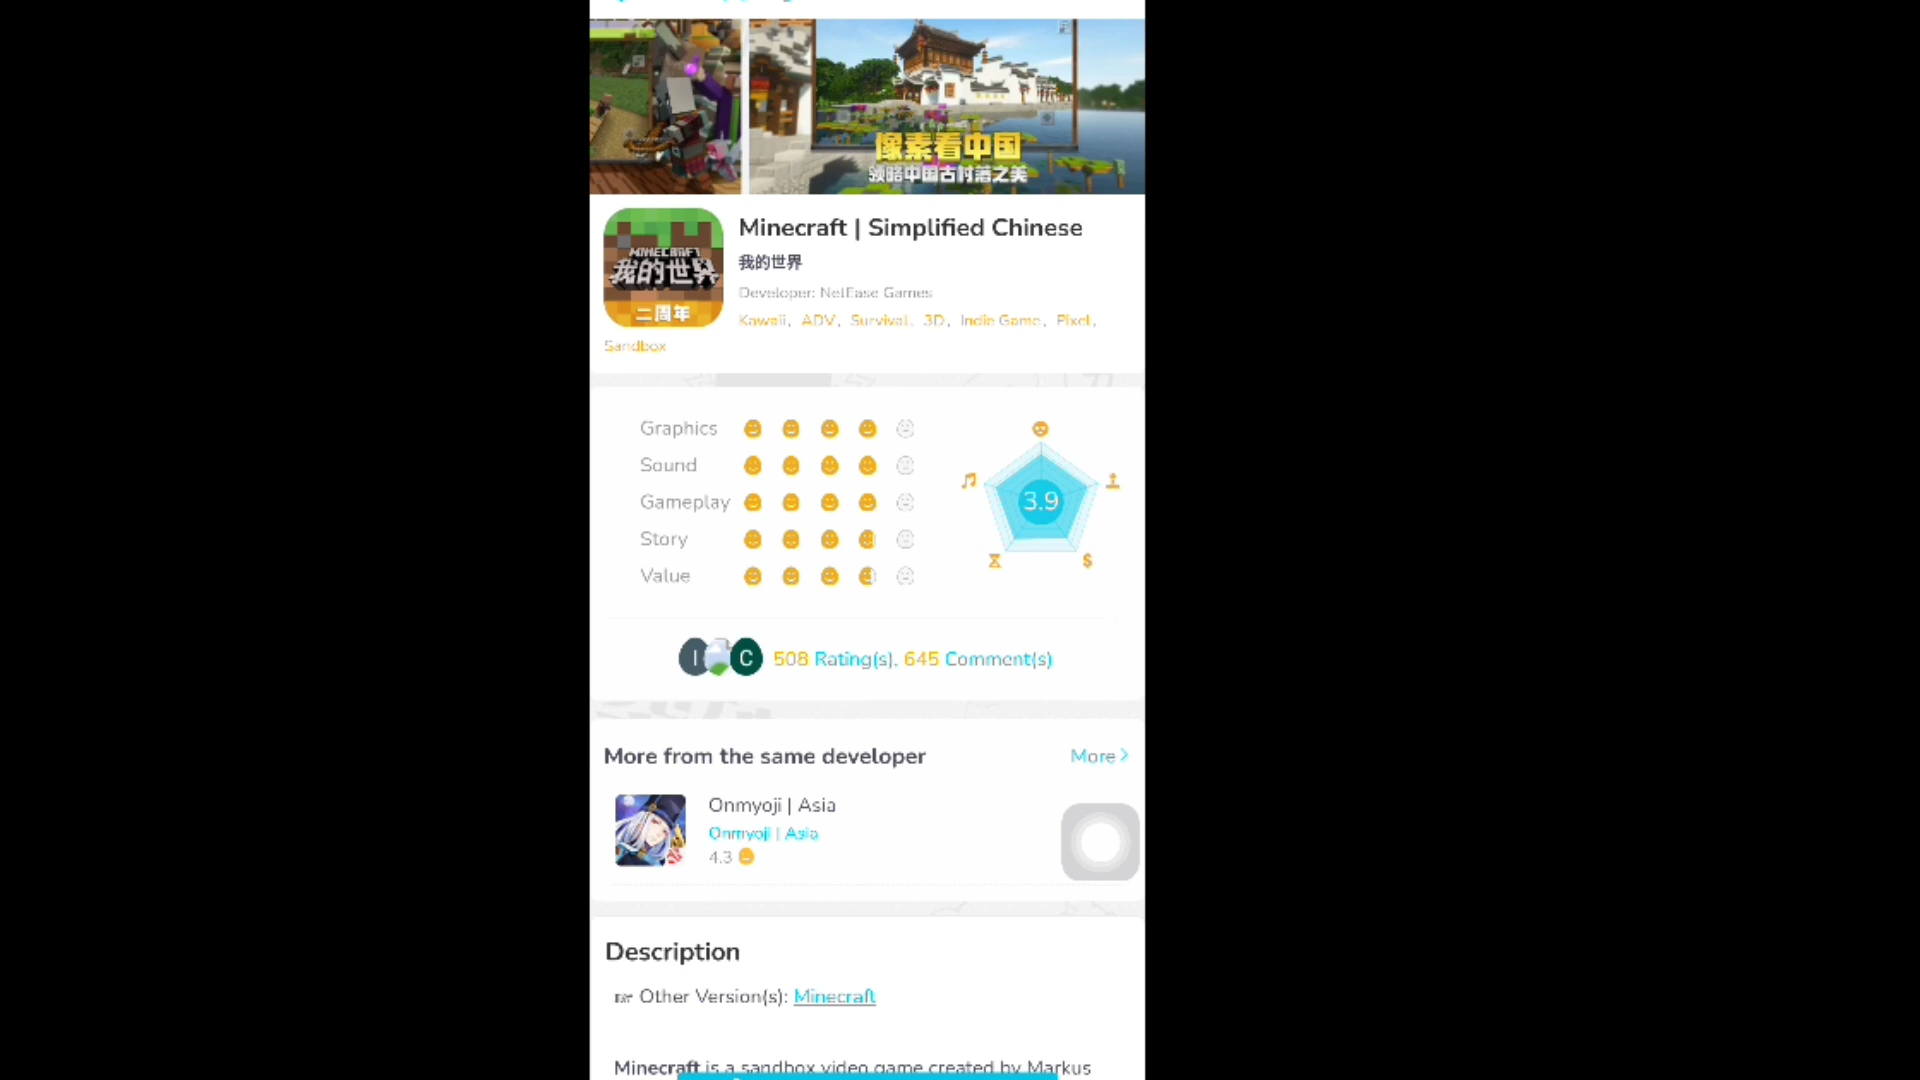 像素看中国
领略中国古村落之美
MINECRAFT
我的世界
二周年
Minecraft | Simplified Chinese
我的世界
Developer: NetEase Games
Kawaii, ADV, Survival, 3D, Indie Game, Pixel,
Sandbox
Graphics
Sound
Gameplay
Story
Value
3.9
I C 508 Rating(s), 645 Comment(s)
More from the same developer
More
Onmyoji | Asia
Onmyoji | Asia
4.3
Description
Other Version(s): Minecraft
Minecraft is a sandbox video game created by Markus